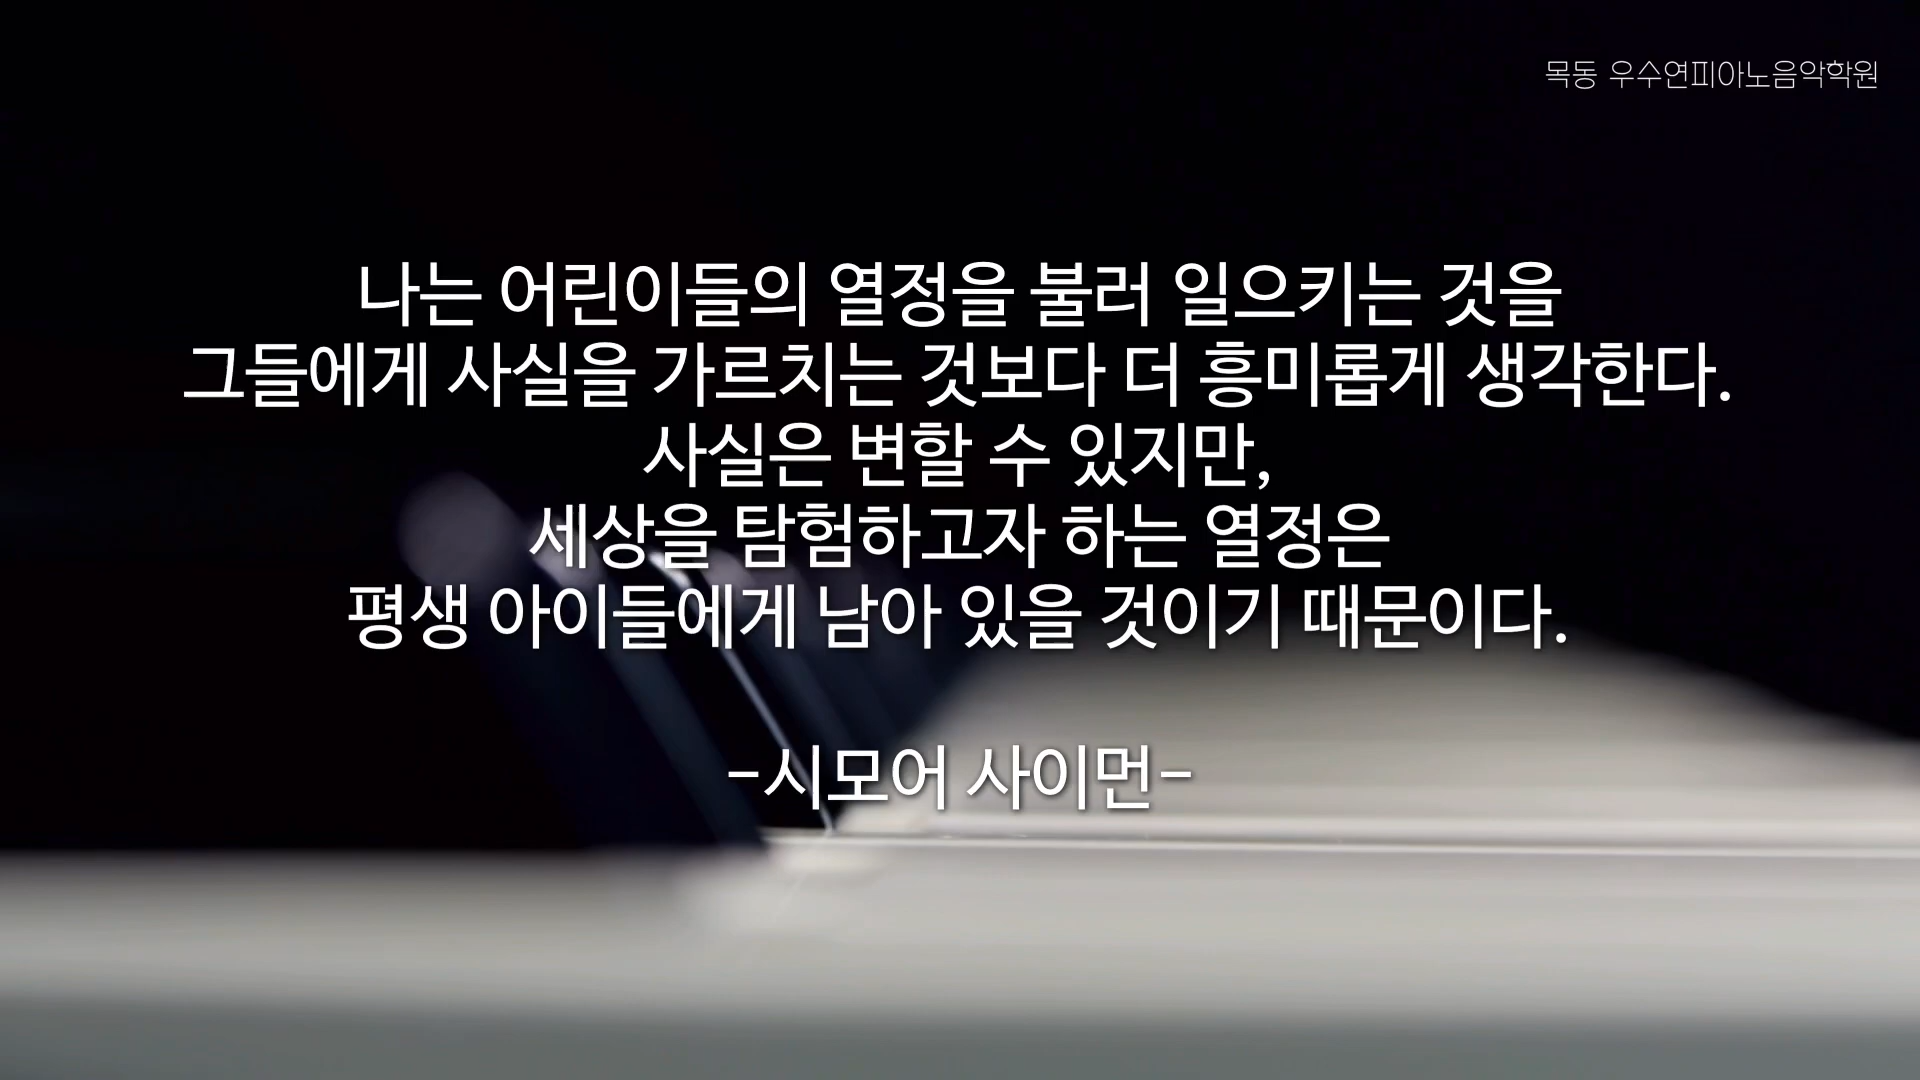 목동 우수연피아노음악학원
나는 어린이들의 열정을 불러 일으키는 것을
그들에게 사실을 가르치는 것보다 더 흥미롭게 생각한다.
사실은 변할 수 있지만,
세상을 탐험하고자 하는 열정은
평생 아이들에게 남아 있을 것이기 때문이다.
-시모어 사이먼-